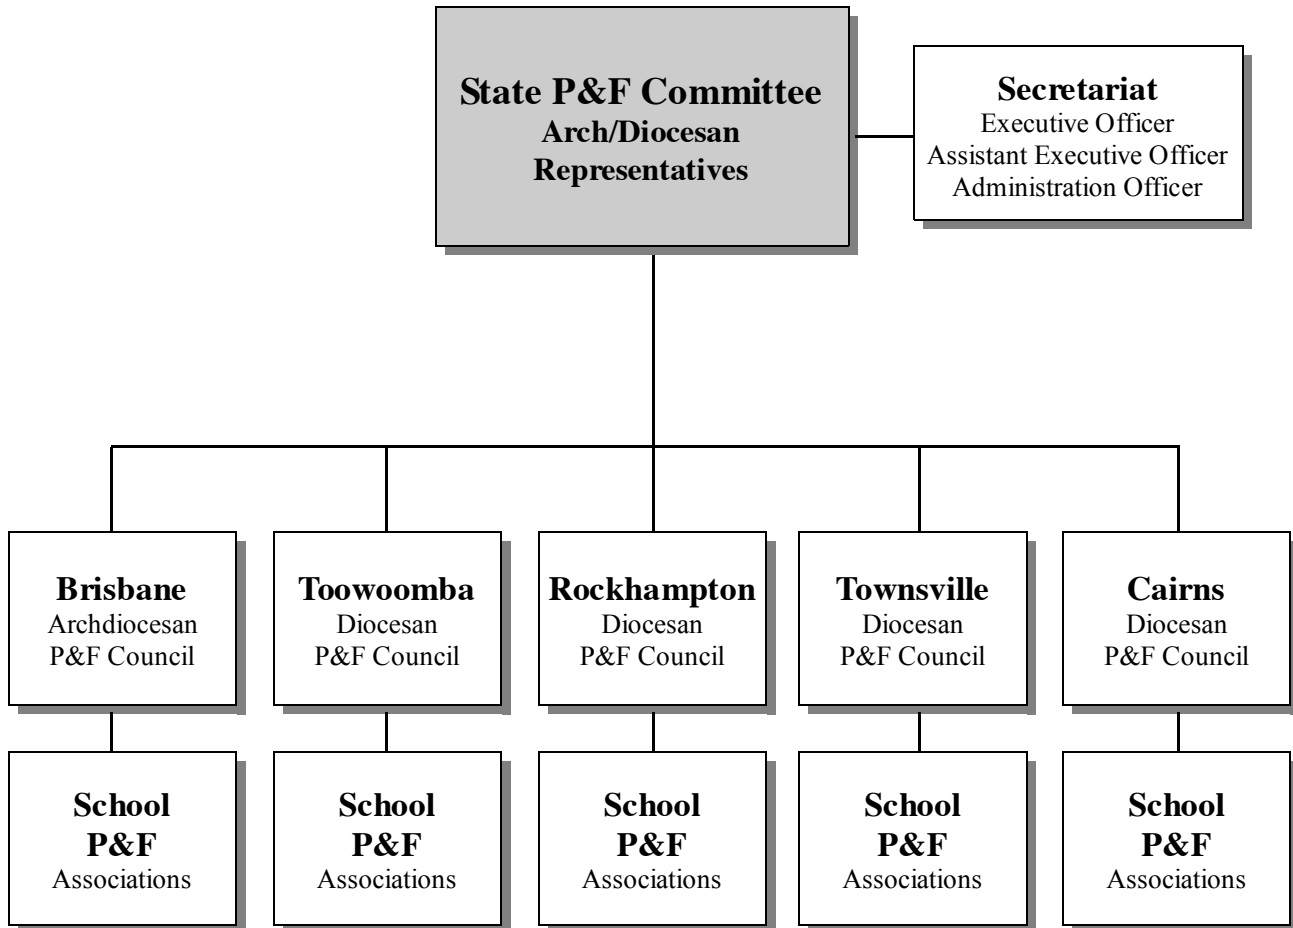 State P&F Committee
Arch/Diocesan
Representatives
Secretariat
Executive Officer
Assistant Executive Officer
Administration Officer
Brisbane
Archdiocesan
P&F Council
Toowoomba
Diocesan
P&F Council
Rockhampton
Diocesan
P&F Council
Townsville
Diocesan
P&F Council
Cairns
Diocesan
P&F Council
School
P&F
Associations
School
P&F
Associations
School
P&F
Associations
School
P&F
Associations
School
P&F
Associations